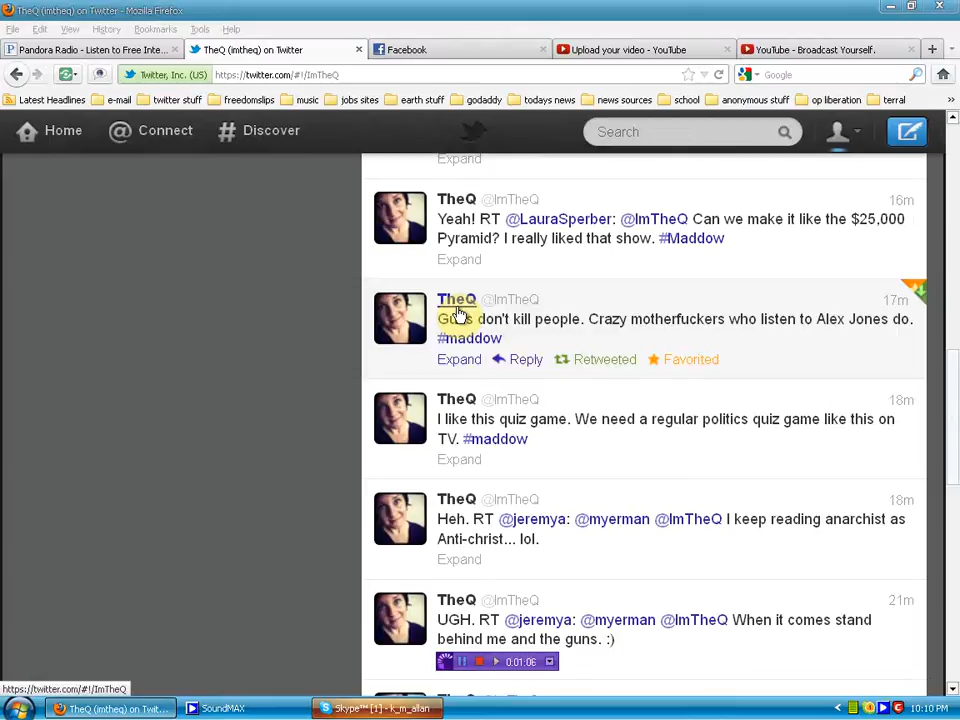 TheQ (imtheq) on Twitter - Mozilla Firefox
File Edit View History Bookmarks Tools Help
Pandora Radio - Listen to Free Inte... TheQ (imtheq) on Twitter Facebook Upload your video - YouTube YouTube - Broadcast Yourself.
Twitter, Inc. (US) https://twitter.com/#!/ImTheQ Google
Latest Headlines e-mail twitter stuff freedomslips music jobs sites earth stuff godaddy todays news news sources school anonymous stuff op liberation terral
Home Connect Discover Search
Expand
TheQ @ImTheQ 16m
Yeah! RT @LauraSperber: @ImTheQ Can we make it like the $25,000
Pyramid? I really liked that show. #Maddow
Expand
TheQ @ImTheQ 17m
Guns don't kill people. Crazy motherfuckers who listen to Alex Jones do.
#maddow
Expand Reply Retweeted Favorited
TheQ @ImTheQ 18m
I like this quiz game. We need a regular politics quiz game like this on
TV. #maddow
Expand
TheQ @ImTheQ 18m
Heh. RT @jeremya: @myerman @ImTheQ I keep reading anarchist as
Anti-christ... lol.
Expand
TheQ @ImTheQ 21m
UGH. RT @jeremya: @myerman @ImTheQ When it comes stand
behind me and the guns. :)
0:01:06
https://twitter.com/#!/ImTheQ
TheQ (imtheq) on Twit... SoundMAX Skype™ [1] - k_m_allan 10:10 PM